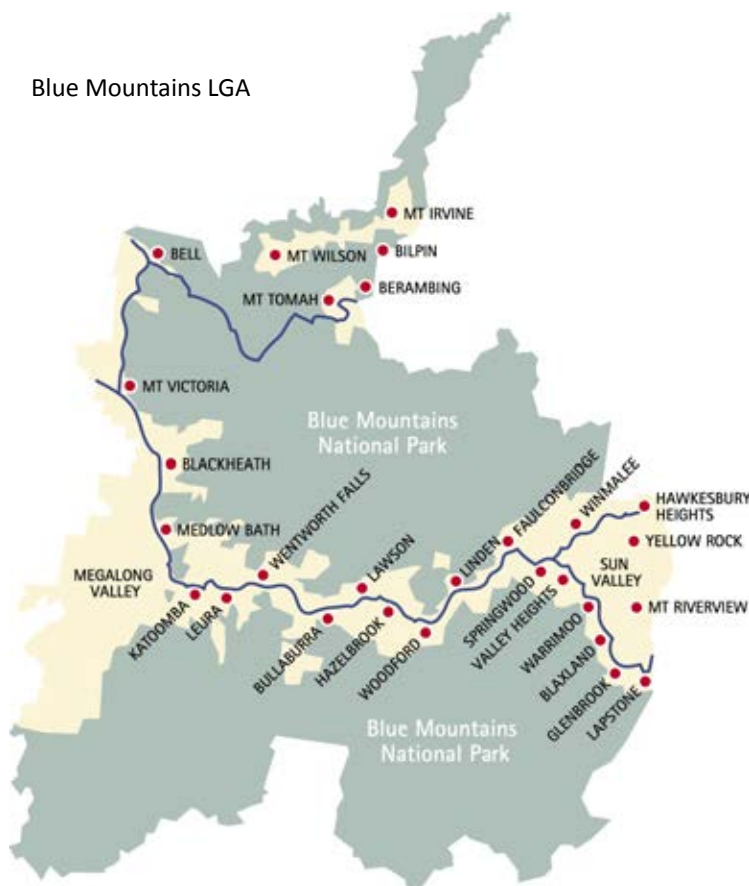 Blue Mountains LGA
MT IRVINE
BELL
MT WILSON
BILPIN
MT TOMAH
BERAMBING
MT VICTORIA
Blue Mountains
National Park
BLACKHEATH
MEDLOW BATH
WENTWORTH FALLS
LAWSON
LINDEN
FAULCONBRIDGE
WINMALEE
HAWKESBURY
HEIGHTS
YELLOW ROCK
MEGALONG
VALLEY
SUN
VALLEY
KATOOMBA
LEURA
BULLABURRA
HAZELBROOK
WOODFORD
SPRINGWOOD
VALLEY HEIGHTS
WARRIMOO
BLAXLAND
GLENBROOK
LAPSTONE
MT RIVERVIEW
Blue Mountains
National Park